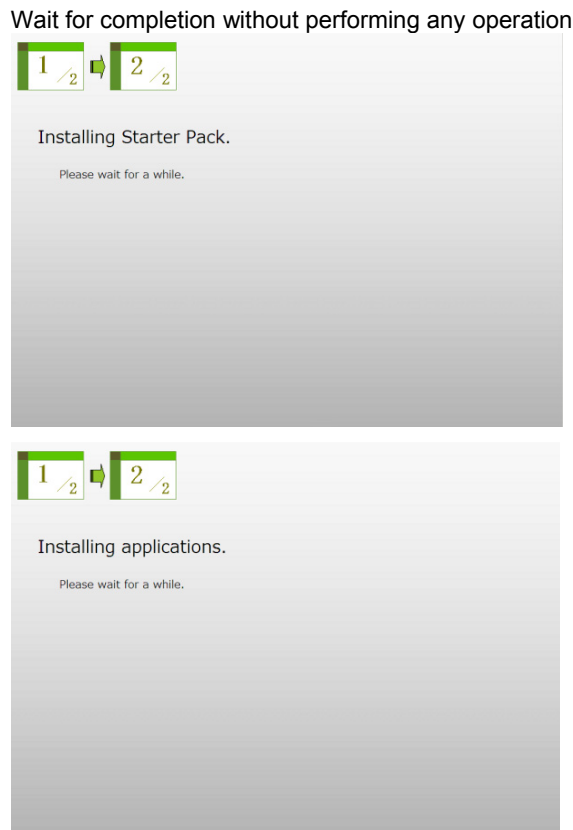 Wait for completion without performing any operation
1/2 2/2
Installing Starter Pack.
Please wait for a while.
1/2 2/2
Installing applications.
Please wait for a while.